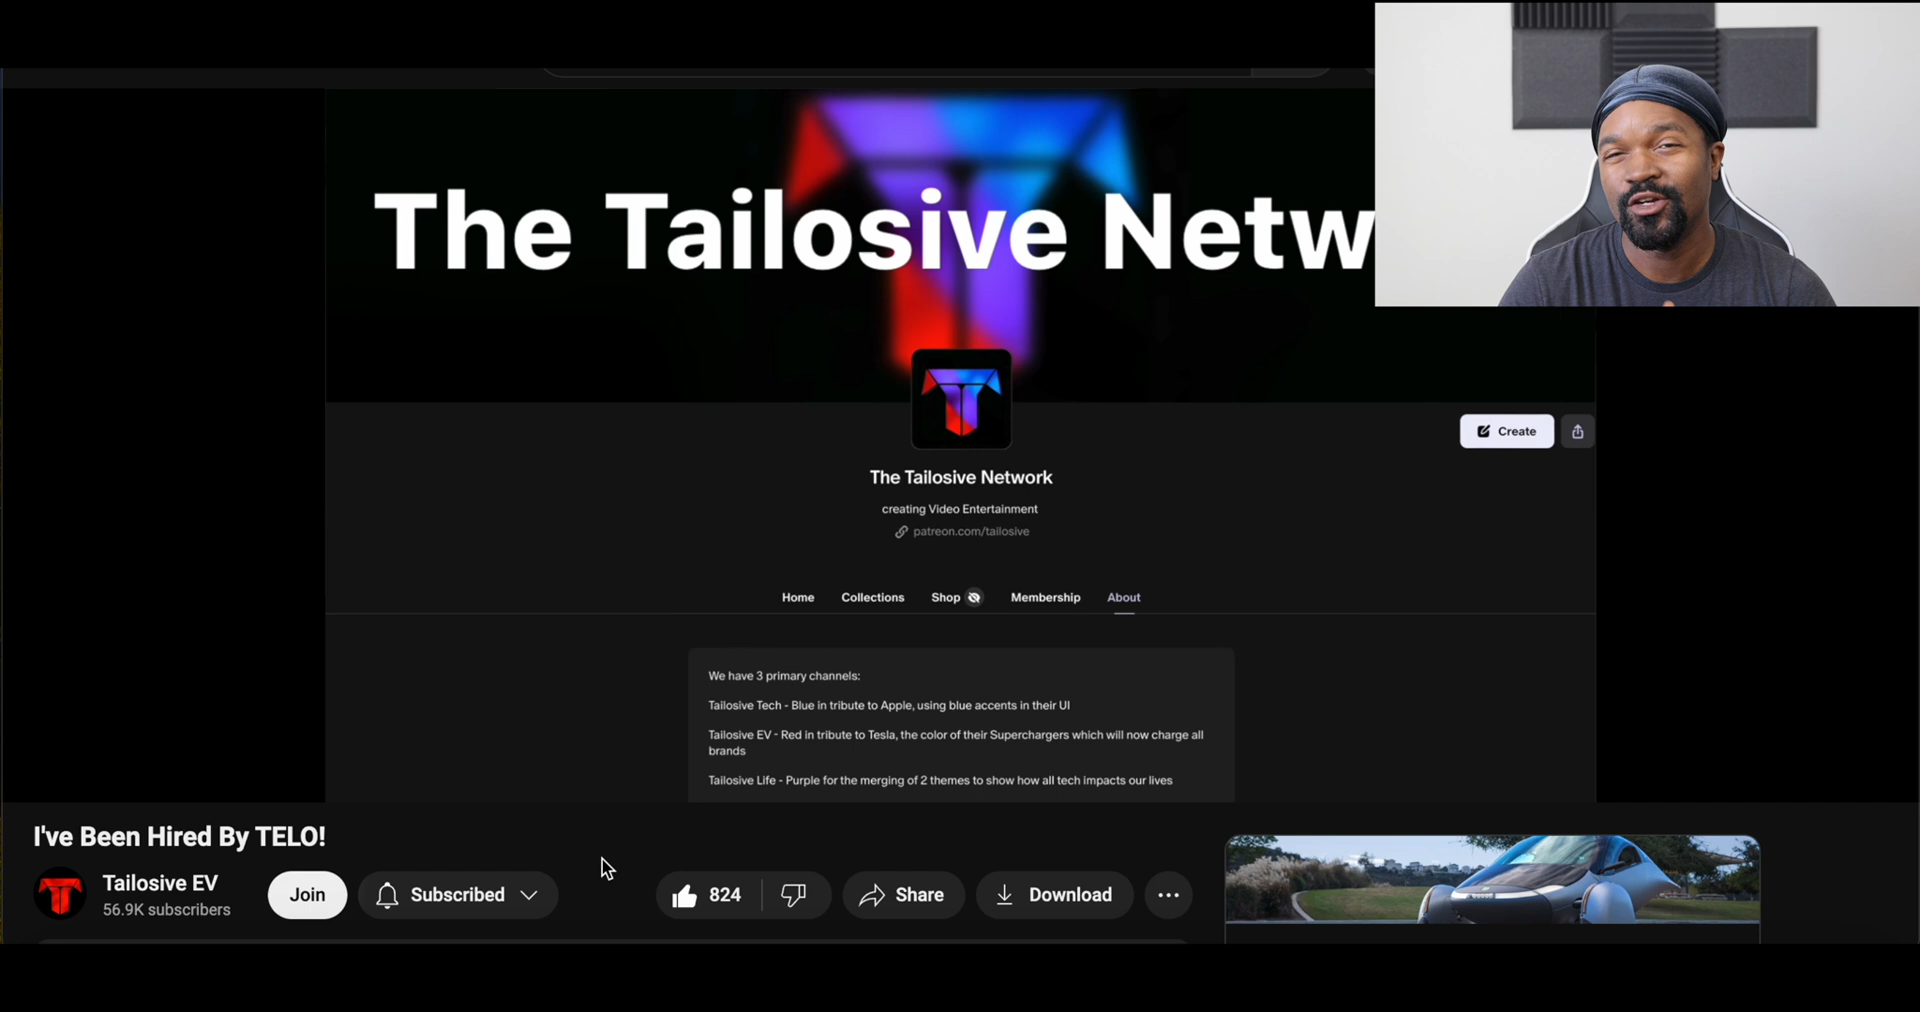 The Tailosive Netw
Create
The Tailosive Network
creating Video Entertainment
patreon.com/tailosive
Home Collections Shop Membership About
We have 3 primary channels:
Tailosive Tech - Blue in tribute to Apple, using blue accents in their UI
Tailosive EV - Red in tribute to Tesla, the color of their Superchargers which will now charge all
brands
Tailosive Life - Purple for the merging of 2 themes to show how all tech impacts our lives
I've Been Hired By TELO!
Tailosive EV
56.9K subscribers
Join
Subscribed
824
Share
Download